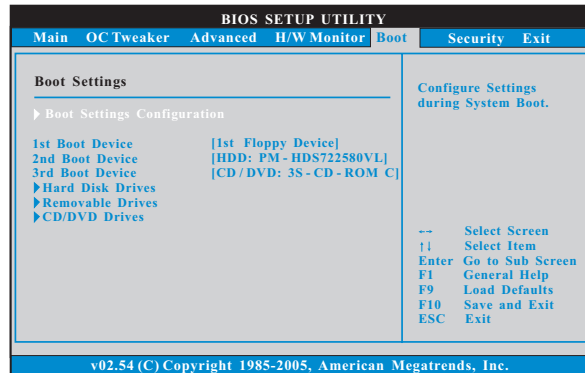 BIOS SETUP UTILITY
Main OC Tweaker Advanced H/W Monitor Boot Security Exit
Boot Settings
Boot Settings Configuration
1st Boot Device [1st Floppy Device]
2nd Boot Device [HDD: PM-HDS722580VL]
3rd Boot Device [CD/DVD: 3S-CD-ROM C]
Hard Disk Drives
Removable Drives
CD/DVD Drives
Configure Settings
during System Boot.
←→ Select Screen
↑↓ Select Item
Enter Go to Sub Screen
F1 General Help
F9 Load Defaults
F10 Save and Exit
ESC Exit
v02.54 (C) Copyright 1985-2005, American Megatrends, Inc.